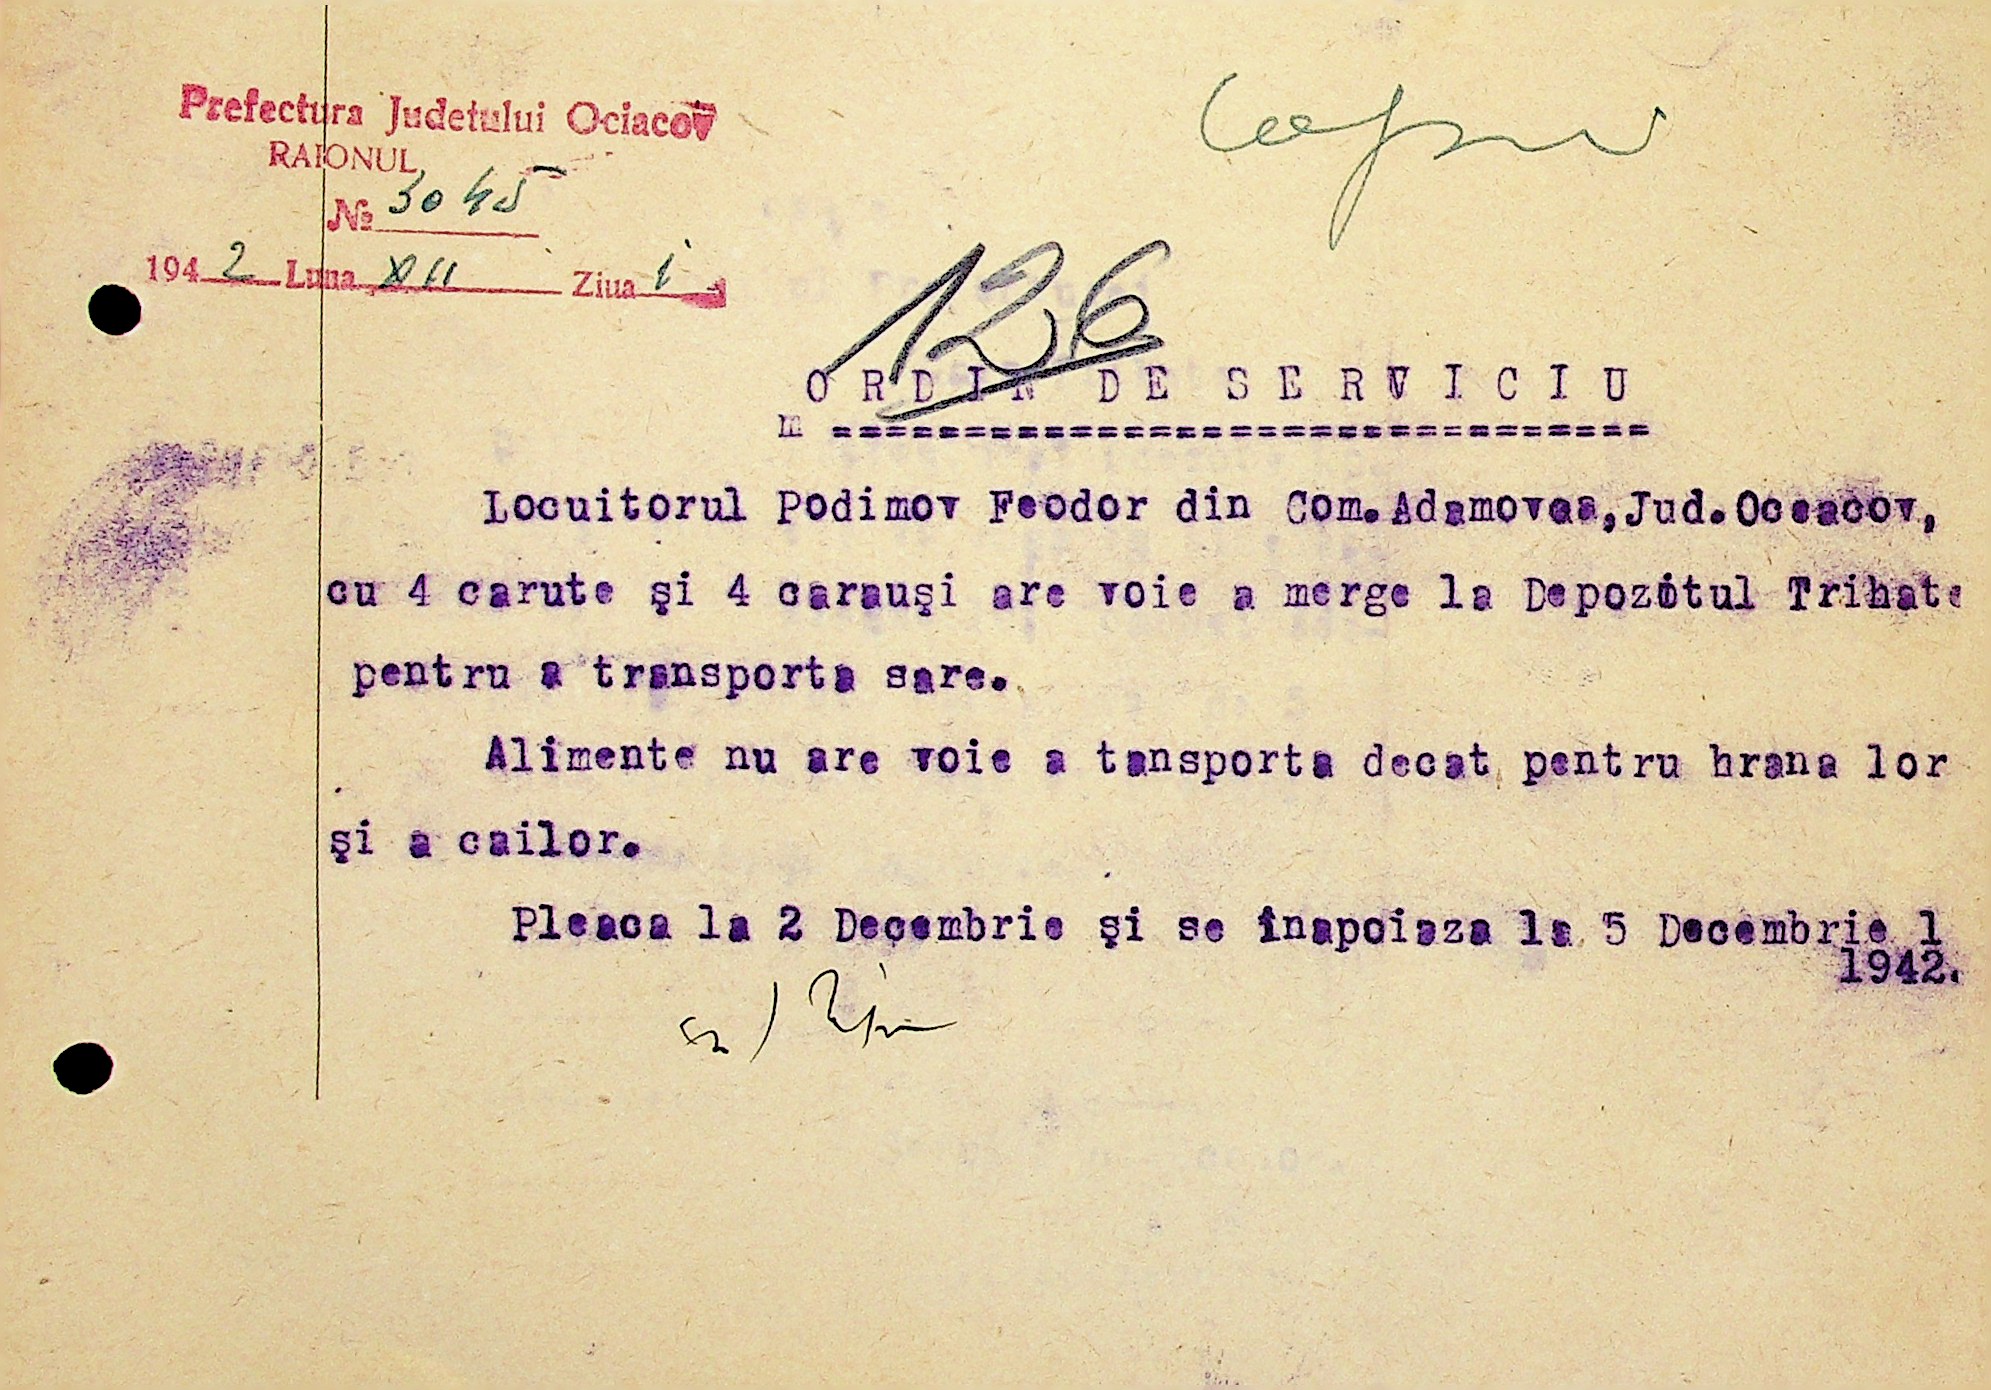 Prefectura Judetului Ociacov
RAIONUL
№ 3045
1942 Luna XII Ziua 1
126
ORDIN DE SERVICIU
m ===============================
Locuitorul Podimov Feodor din Com.Adamovca,Jud.Oceacov,
cu 4 carute şi 4 carauşi are voie a merge la Depozitul Trihate
pentru a transporta sare.
Alimente nu are voie a tansporta decat pentru hrana lor
şi a cailor.
Pleaca la 2 Decembrie şi se înapoiaza la 5 Decembrie 1
1942.